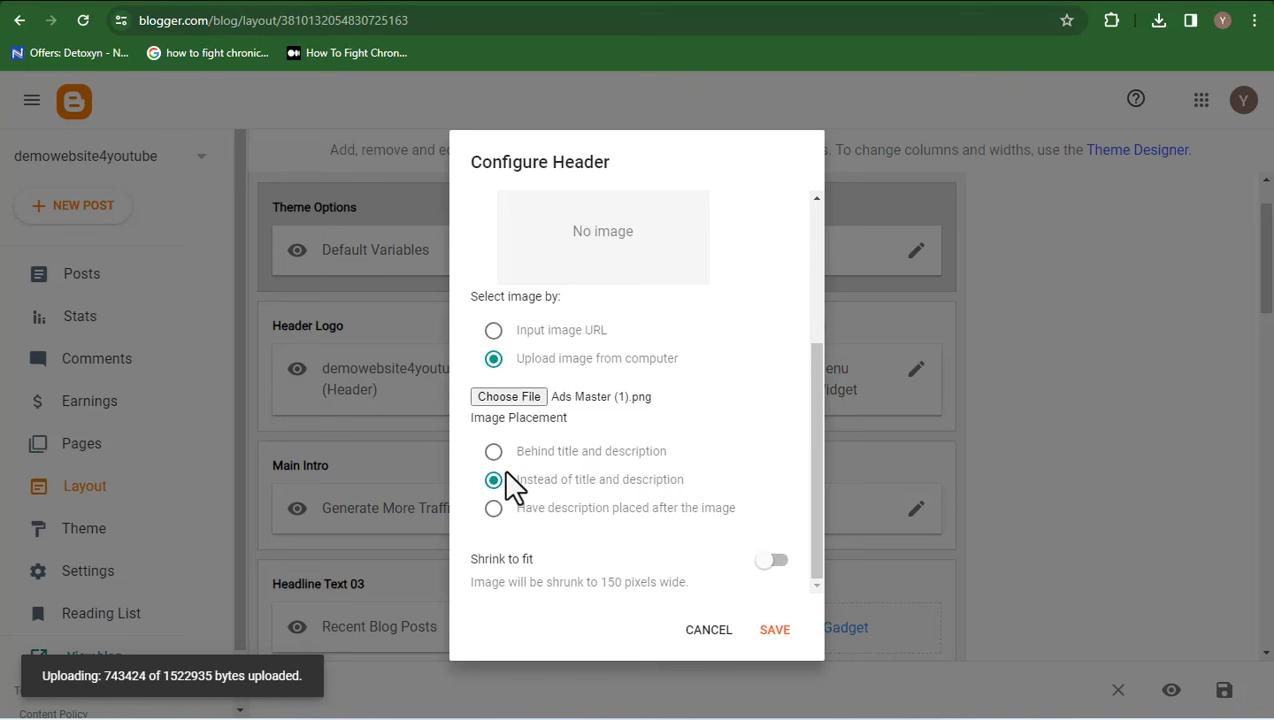 blogger.com/blog/layout/3810132054830725163
Y
Offers: Detoxyn - N...
how to fight chronic...
How To Fight Chron...
Y
demowebsite4youtube
Add, remove and e
s. To change columns and widths, use the Theme Designer.
NEW POST
Posts
Stats
Comments
Earnings
Pages
Layout
Theme
Settings
Reading List
Theme Options
Default Variables
Header Logo
demowebsite4youtu
(Header)
enu
idget
Main Intro
Generate More Traffi
Headline Text 03
Recent Blog Posts
Gadget
Configure Header
No image
Select image by:
Input image URL
Upload image from computer
Choose File Ads Master (1).png
Image Placement
Behind title and description
Instead of title and description
Have description placed after the image
Shrink to fit
Image will be shrunk to 150 pixels wide.
CANCEL SAVE
Uploading: 743424 of 1522935 bytes uploaded.
Content Policy